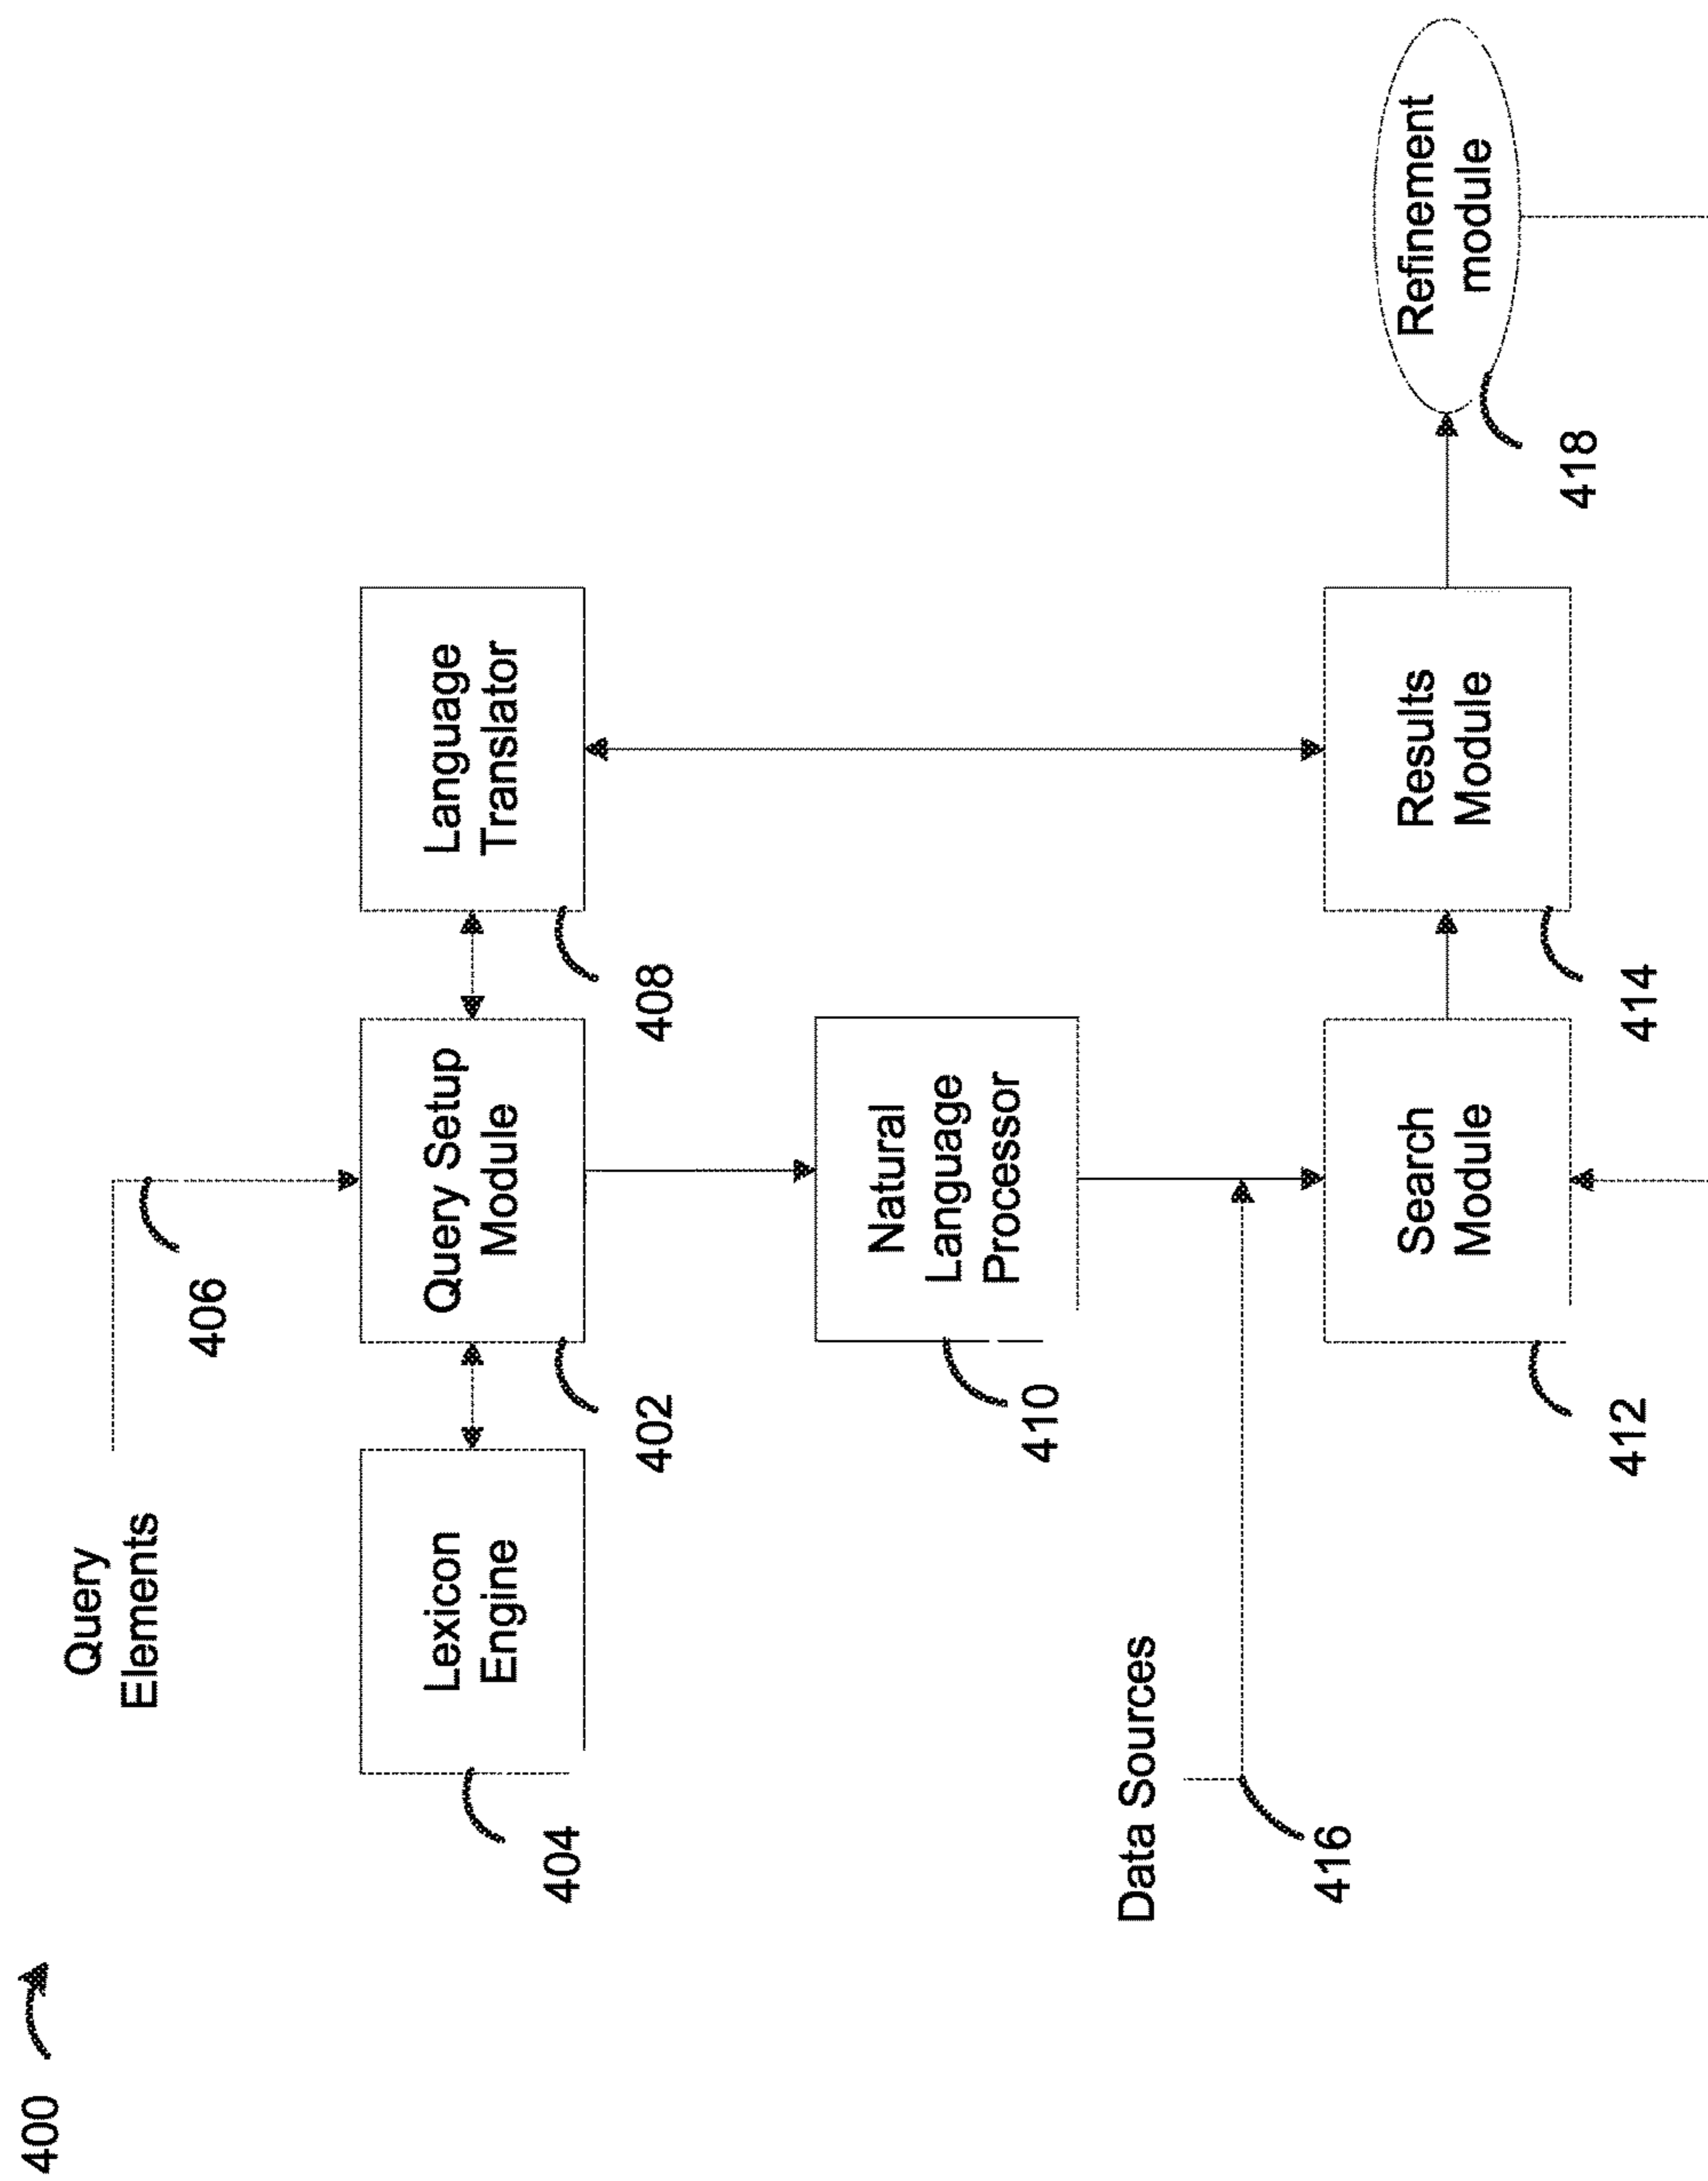 400
Query
Elements
406
Lexicon
Engine
404
Query Setup
Module
402
Language
Translator
408
Natural
Language
Processor
410
Data Sources
416
Search
Module
412
Results
Module
414
Refinement
module
418